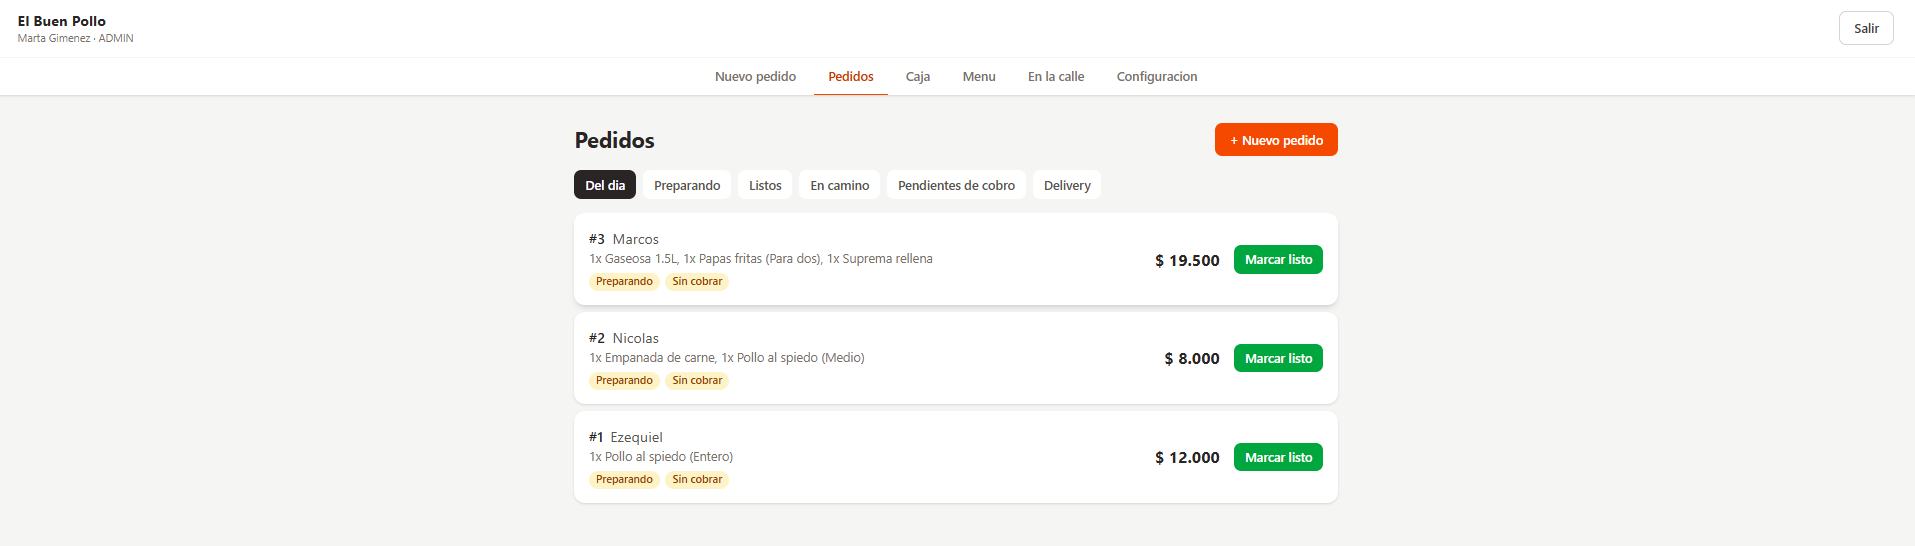 El Buen Pollo
Marta Gimenez · ADMIN
Salir
Nuevo pedido
Pedidos
Caja
Menu
En la calle
Configuracion
Pedidos
+ Nuevo pedido
Del dia
Preparando
Listos
En camino
Pendientes de cobro
Delivery
#3 Marcos
1x Gaseosa 1.5L, 1x Papas fritas (Para dos), 1x Suprema rellena
Preparando
Sin cobrar
$ 19.500
Marcar listo
#2 Nicolas
1x Empanada de carne, 1x Pollo al spiedo (Medio)
Preparando
Sin cobrar
$ 8.000
Marcar listo
#1 Ezequiel
1x Pollo al spiedo (Entero)
Preparando
Sin cobrar
$ 12.000
Marcar listo